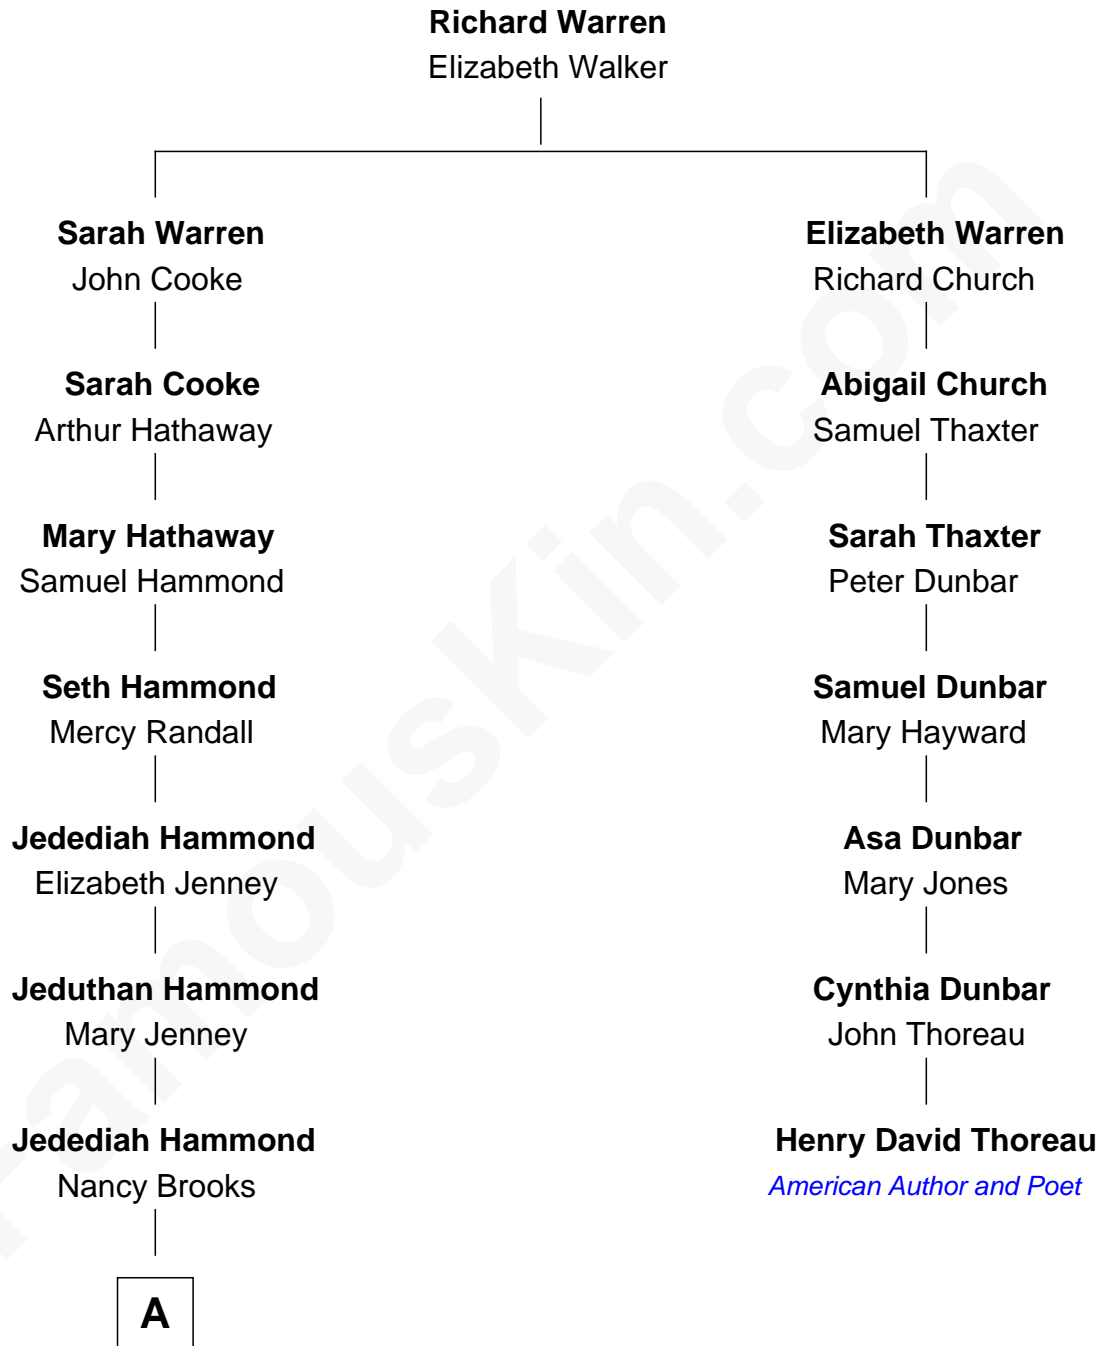 Richard Warren
Elizabeth Walker
Sarah Warren
John Cooke
Elizabeth Warren
Richard Church
Sarah Cooke
Arthur Hathaway
Abigail Church
Samuel Thaxter
Mary Hathaway
Samuel Hammond
Sarah Thaxter
Peter Dunbar
Seth Hammond
Mercy Randall
Samuel Dunbar
Mary Hayward
Jedediah Hammond
Elizabeth Jenney
Asa Dunbar
Mary Jones
Jeduthan Hammond
Mary Jenney
Cynthia Dunbar
John Thoreau
Jedediah Hammond
Nancy Brooks
Henry David Thoreau
American Author and Poet
A
FamousKin.com